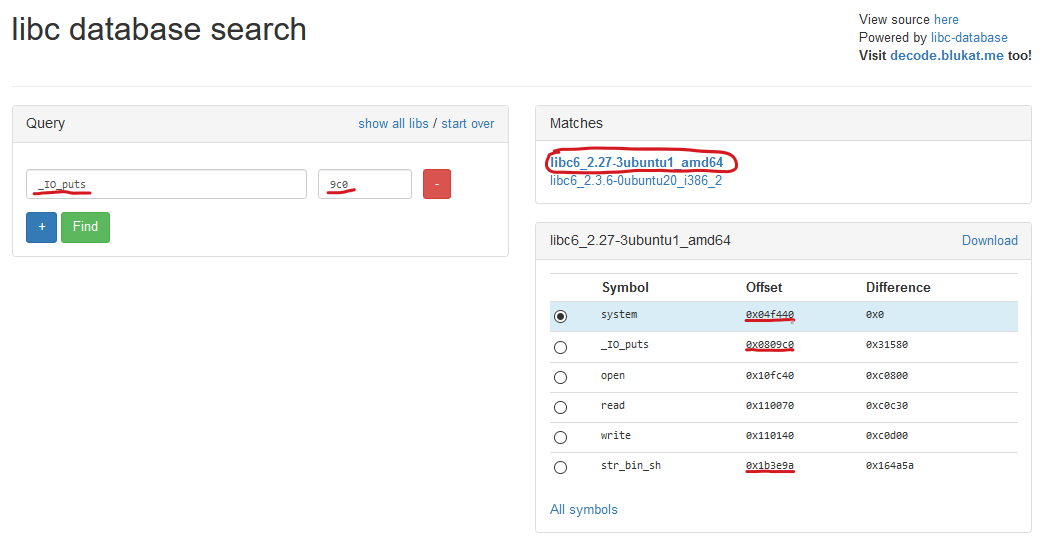 libc database search
View source here
Powered by libc-database
Visit decode.blukat.me too!
Query
show all libs / start over
_IO_puts
9c0
-
+
Find
Matches
libc6_2.27-3ubuntu1_amd64
libc6_2.3.6-0ubuntu20_i386_2
libc6_2.27-3ubuntu1_amd64
Download
Symbol Offset Difference
system 0x04f440 0x0
_IO_puts 0x0809c0 0x31580
open 0x10fc40 0xc0800
read 0x110070 0xc0c30
write 0x110140 0xc0d00
str_bin_sh 0x1b3e9a 0x164a5a
All symbols